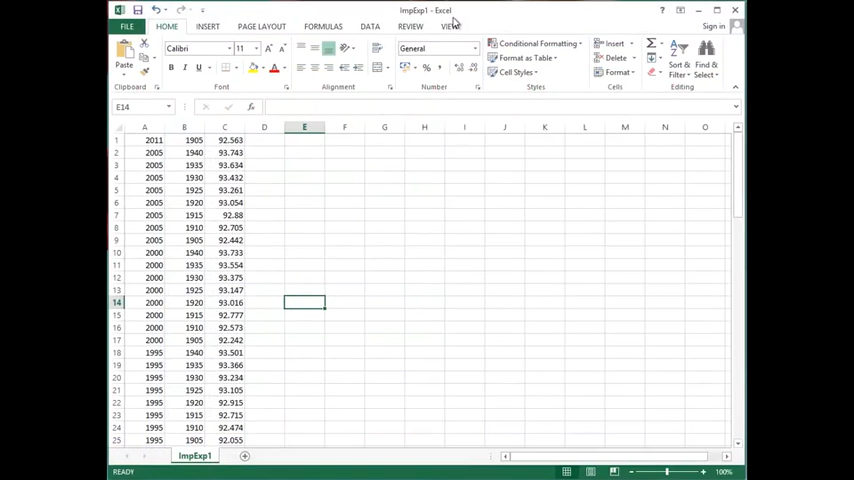 ImpExp1 - Excel
FILE HOME INSERT PAGE LAYOUT FORMULAS DATA REVIEW VIEW Sign in
Paste
Calibri 11
B I U
General
%
Conditional Formatting
Format as Table
Cell Styles
Insert
Delete
Format
Sort & Filter
Find & Select
Clipboard Font Alignment Number Styles Cells Editing
E14 fx
A B C D E F G H I J K L M N O
1 2011 1905 92.563
2 2005 1940 93.743
3 2005 1935 93.634
4 2005 1930 93.432
5 2005 1925 93.261
6 2005 1920 93.054
7 2005 1915 92.88
8 2005 1910 92.705
9 2005 1905 92.442
10 2000 1940 93.733
11 2000 1935 93.554
12 2000 1930 93.375
13 2000 1925 93.147
14 2000 1920 93.016
15 2000 1915 92.777
16 2000 1910 92.573
17 2000 1905 92.242
18 1995 1940 93.501
19 1995 1935 93.366
20 1995 1930 93.234
21 1995 1925 93.105
22 1995 1920 92.915
23 1995 1915 92.715
24 1995 1910 92.474
25 1995 1905 92.055
ImpExp1
READY 100%